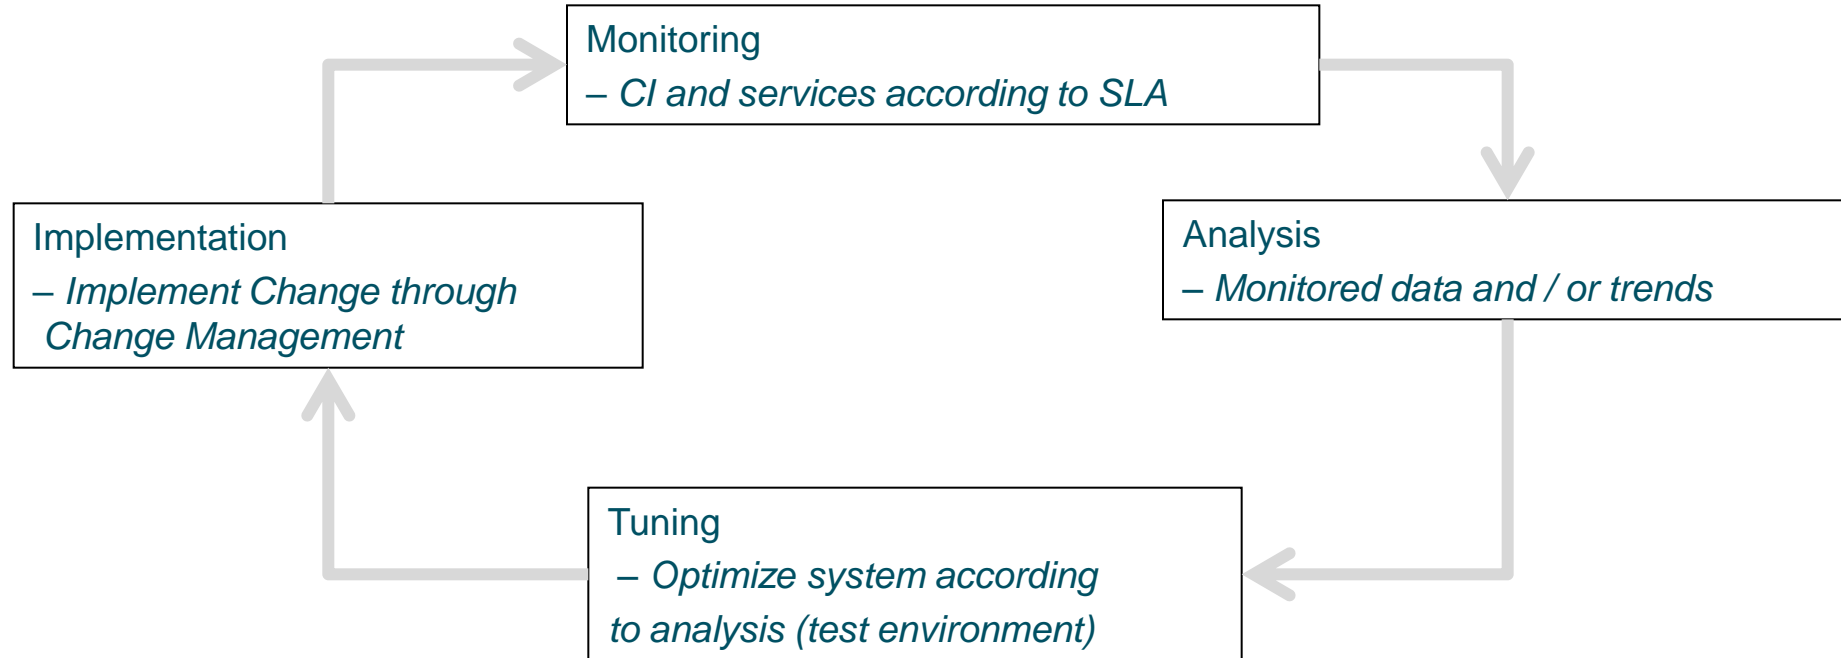 Monitoring
– CI and services according to SLA
Implementation
– Implement Change through
Change Management
Analysis
– Monitored data and / or trends
Tuning
– Optimize system according
to analysis (test environment)